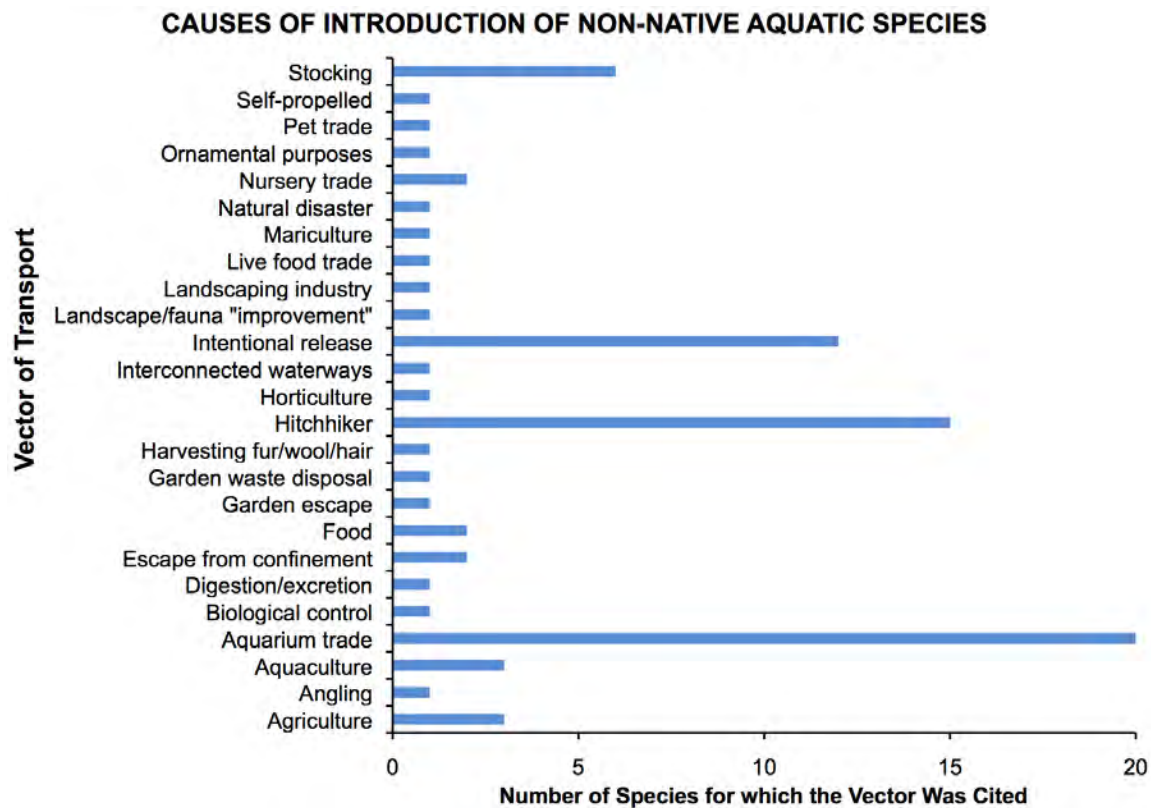 CAUSES OF INTRODUCTION OF NON-NATIVE AQUATIC SPECIES
Vector of Transport
Stocking
Self-propelled
Pet trade
Ornamental purposes
Nursery trade
Natural disaster
Mariculture
Live food trade
Landscaping industry
Landscape/fauna "improvement"
Intentional release
Interconnected waterways
Horticulture
Hitchhiker
Harvesting fur/wool/hair
Garden waste disposal
Garden escape
Food
Escape from confinement
Digestion/excretion
Biological control
Aquarium trade
Aquaculture
Angling
Agriculture
0 5 10 15 20
Number of Species for which the Vector Was Cited